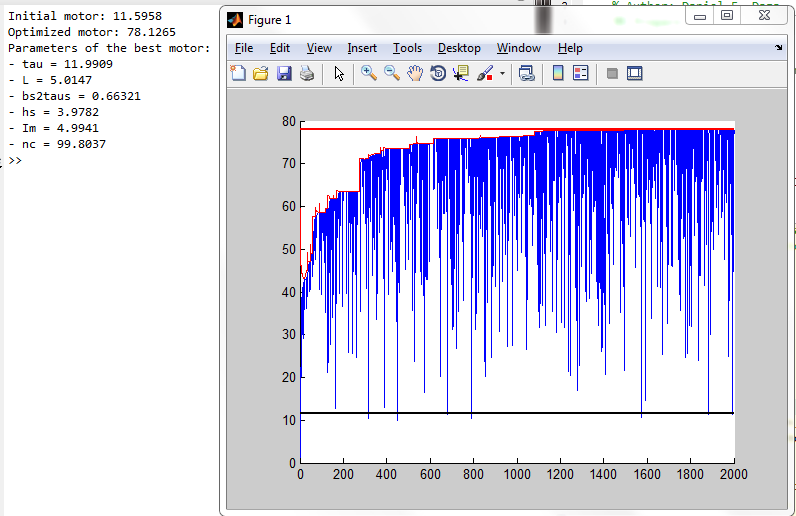 Initial motor: 11.5958
Optimized motor: 78.1265
Parameters of the best motor:
- tau = 11.9909
- L = 5.0147
- bs2taus = 0.66321
- hs = 3.9782
- Im = 4.9941
- nc = 99.8037
>>
Figure 1
File Edit View Insert Tools Desktop Window Help
80
70
60
50
40
30
20
10
0
0 200 400 600 800 1000 1200 1400 1600 1800 2000